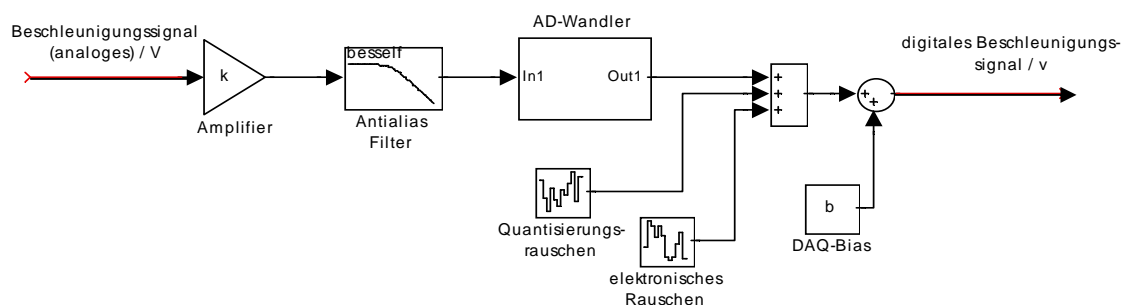 Beschleunigungssignal
(analoges) / V
k
Amplifier
besself
Antialias
Filter
AD-Wandler
In1
Out1
+
+
+
Quantisierungs-
rauschen
elektronisches
Rauschen
+
+
b
DAQ-Bias
digitales Beschleunigungs-
signal / v